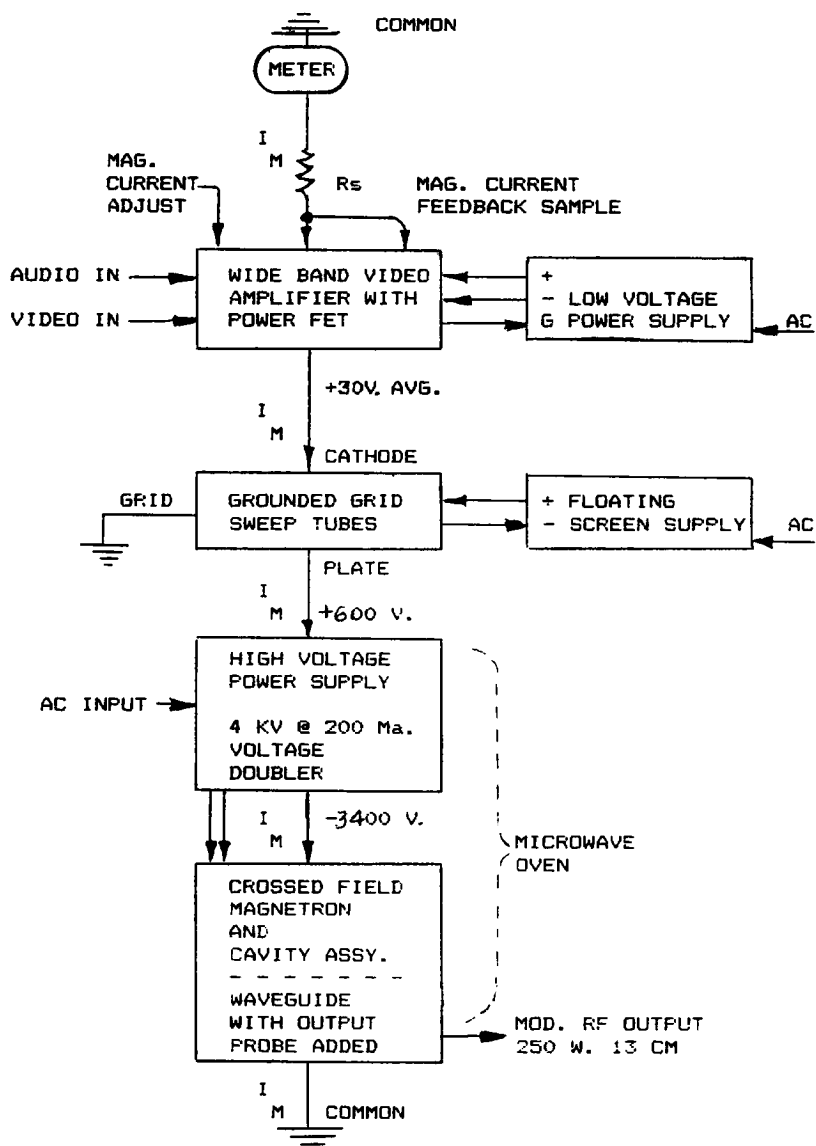 COMMON
METER
I
M
Rs
MAG.
CURRENT
ADJUST
MAG. CURRENT
FEEDBACK SAMPLE
AUDIO IN
VIDEO IN
WIDE BAND VIDEO
AMPLIFIER WITH
POWER FET
+
- LOW VOLTAGE
G POWER SUPPLY
AC
+30V. AVG.
I
M
CATHODE
GRID
GROUNDED GRID
SWEEP TUBES
+ FLOATING
- SCREEN SUPPLY
AC
PLATE
I
M
+600 V.
HIGH VOLTAGE
POWER SUPPLY
AC INPUT
4 KV @ 200 Ma.
VOLTAGE
DOUBLER
I
M
-3400 V.
MICROWAVE
OVEN
CROSSED FIELD
MAGNETRON
AND
CAVITY ASSY.
- - - - - - - -
WAVEGUIDE
WITH OUTPUT
PROBE ADDED
MOD. RF OUTPUT
250 W. 13 CM
I
M
COMMON